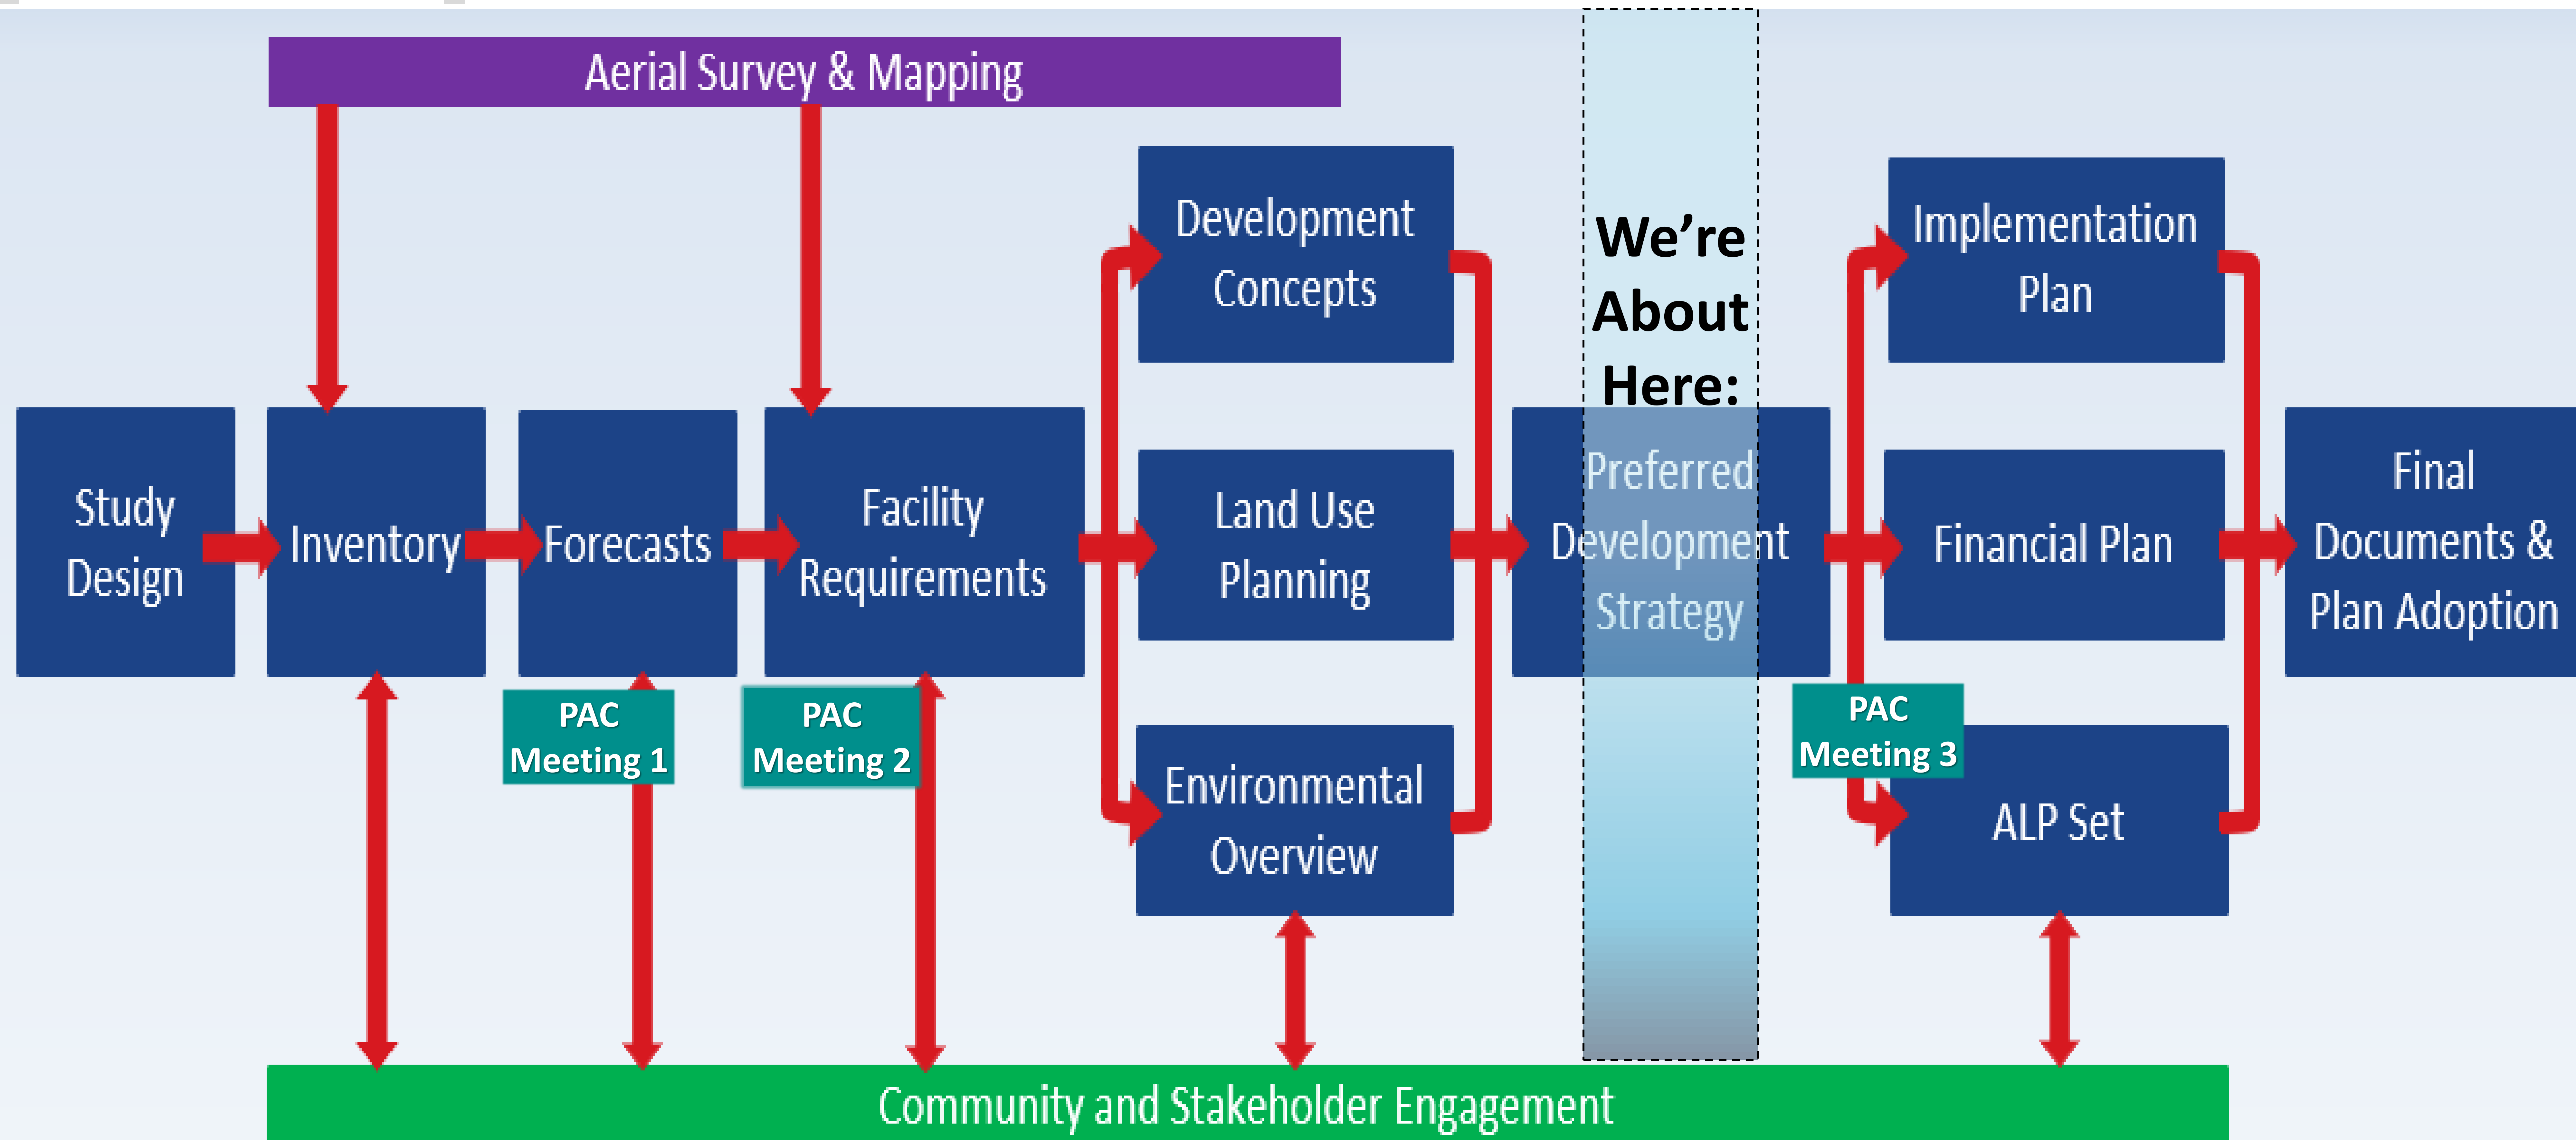 Aerial Survey & Mapping
Study
Design
Inventory
Forecasts
Facility
Requirements
Development
Concepts
Land Use
Planning
Environmental
Overview
We’re
About
Here:
Preferred
Development
Strategy
Implementation
Plan
Financial Plan
ALP Set
Final
Documents &
Plan Adoption
PAC
Meeting 1
PAC
Meeting 2
PAC
Meeting 3
Community and Stakeholder Engagement